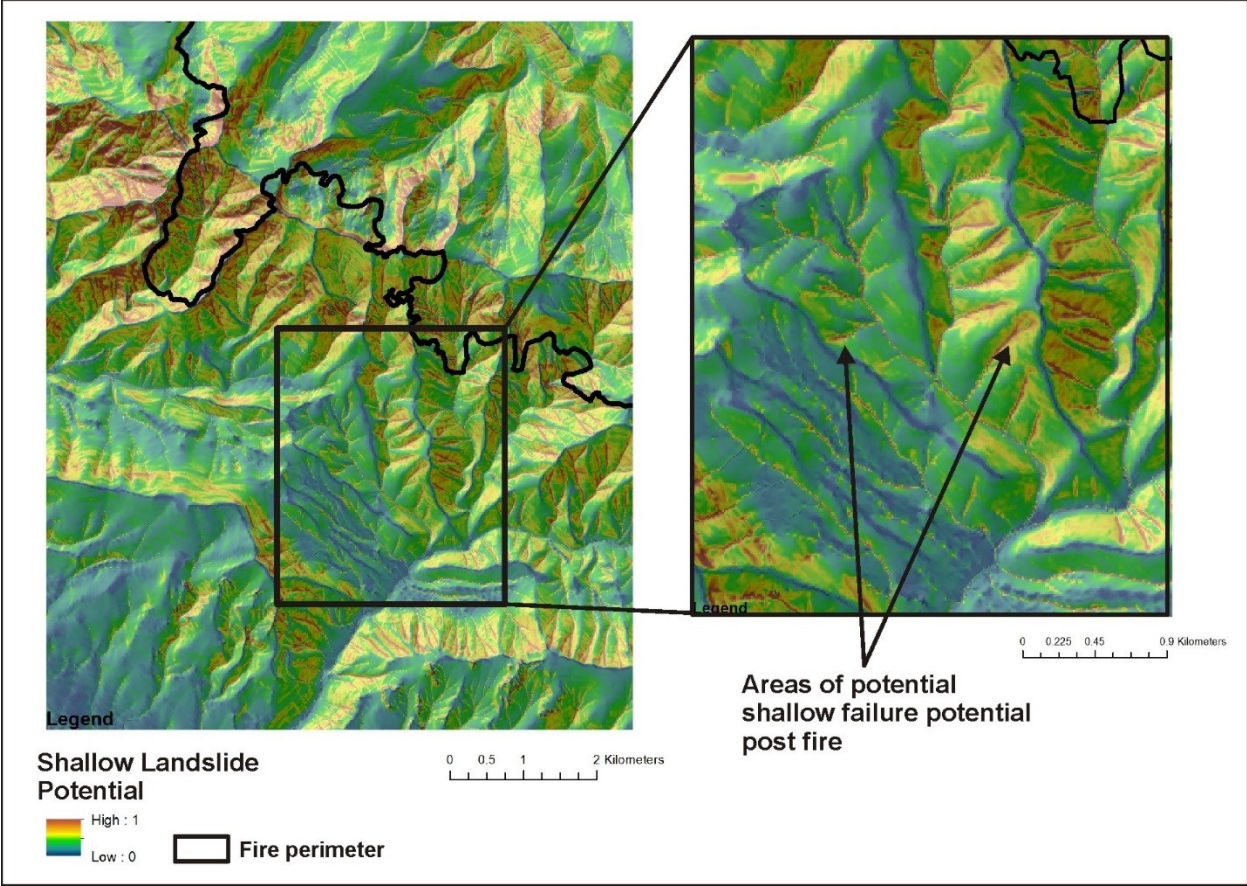 Legend
Legend
0 0.225 0.45 0.9 Kilometers
Areas of potential
shallow failure potential
post fire
0 0.5 1 2 Kilometers
Shallow Landslide
Potential
High : 1
Low : 0
Fire perimeter